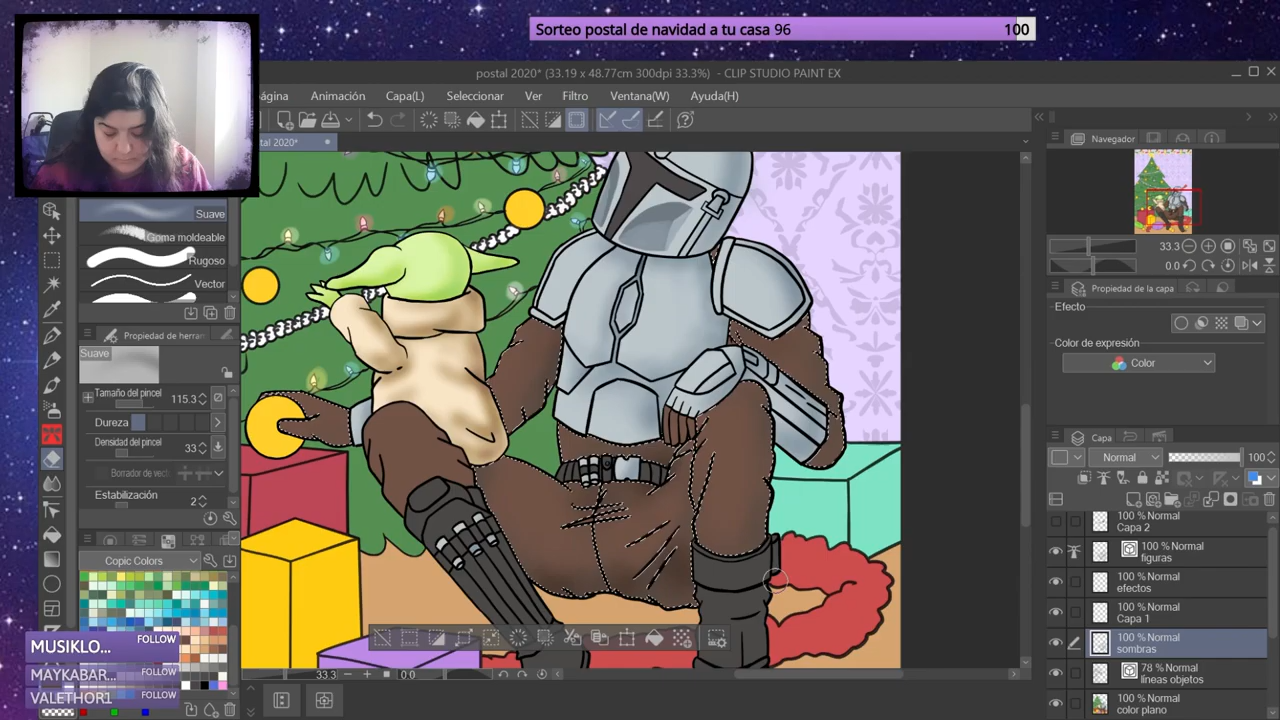 Sorteo postal de navidad a tu casa 96
100
postal 2020* (33.19 x 48.77cm 300dpi 33.3%) - CLIP STUDIO PAINT EX
ágina Animación Capa(L) Seleccionar Ver Filtro Ventana(W) Ayuda(H)
tal 2020*
Navegador
33.3
0.0
Propiedad de la capa
Efecto
Color de expresión
Color
Suave
Goma moldeable
Rugoso
Vector
Propiedad de herran
Suave
Tamaño del pincel 115.3
Dureza
Densidad del pincel 33
Borrador de vect
Estabilización 2
Copic Colors
MUSIKLO... FOLLOW
MAYKABAR... FOLLOW
VALETHOR1 FOLLOW
33.3 0.0
Capa
Normal 100
100 % Normal
Capa 2
100 % Normal
figuras
100 % Normal
efectos
100 % Normal
Capa 1
100 % Normal
sombras
78 % Normal
líneas objetos
100 % Normal
color plano